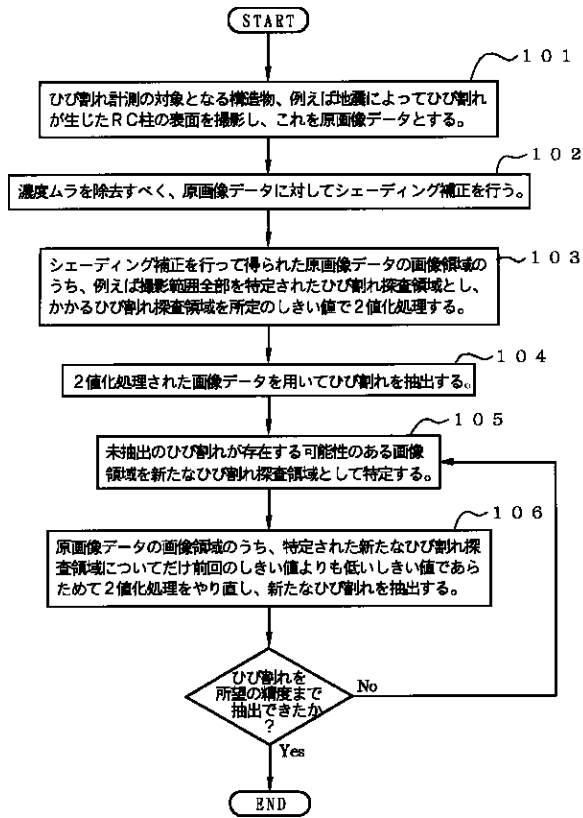 START
101
ひび割れ計測の対象となる構造物、例えば地震によってひび割れ
が生じたRC柱の表面を撮影し、これを原画像データとする。
102
濃度ムラを除去すべく、原画像データに対してシェーディング補正を行う。
103
シェーディング補正を行って得られた原画像データの画像領域の
うち、例えば撮影範囲全部を特定されたひび割れ探査領域とし、
かかるひび割れ探査領域を所定のしきい値で2値化処理する。
104
2値化処理された画像データを用いてひび割れを抽出する。
105
未抽出のひび割れが存在する可能性のある画像
領域を新たなひび割れ探査領域として特定する。
106
原画像データの画像領域のうち、特定された新たなひび割れ探
査領域についてだけ前回のしきい値よりも低いしきい値であら
ためて2値化処理をやり直し、新たなひび割れを抽出する。
ひび割れを
所望の精度まで
抽出できたか
?
No
Yes
END